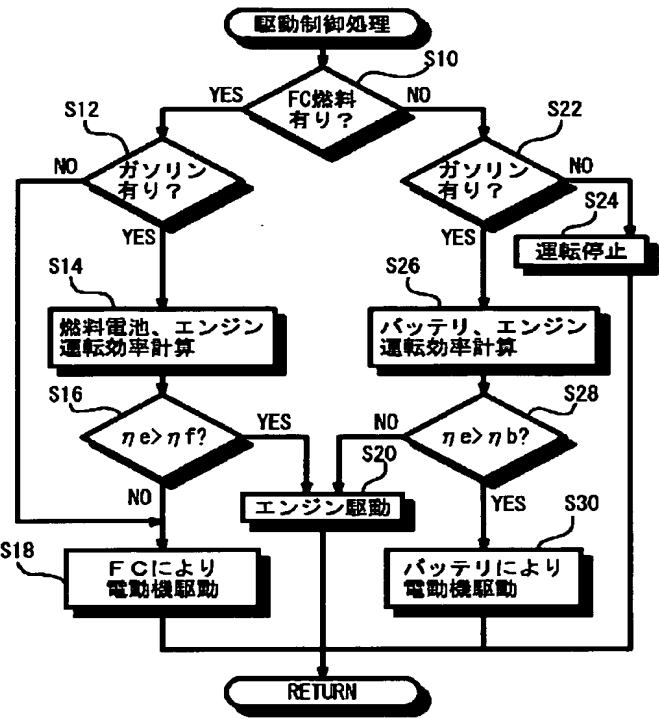 駆動制御処理
S10
FC燃料
有り?
YES
NO
S12
ガソリン
有り?
NO
YES
S22
ガソリン
有り?
NO
YES
S24
運転停止
S14
燃料電池、エンジン
運転効率計算
S26
バッテリ、エンジン
運転効率計算
S16
ηe>ηf?
YES
NO
S28
ηe>ηb?
NO
YES
S20
エンジン駆動
S18
FCにより
電動機駆動
S30
バッテリにより
電動機駆動
RETURN